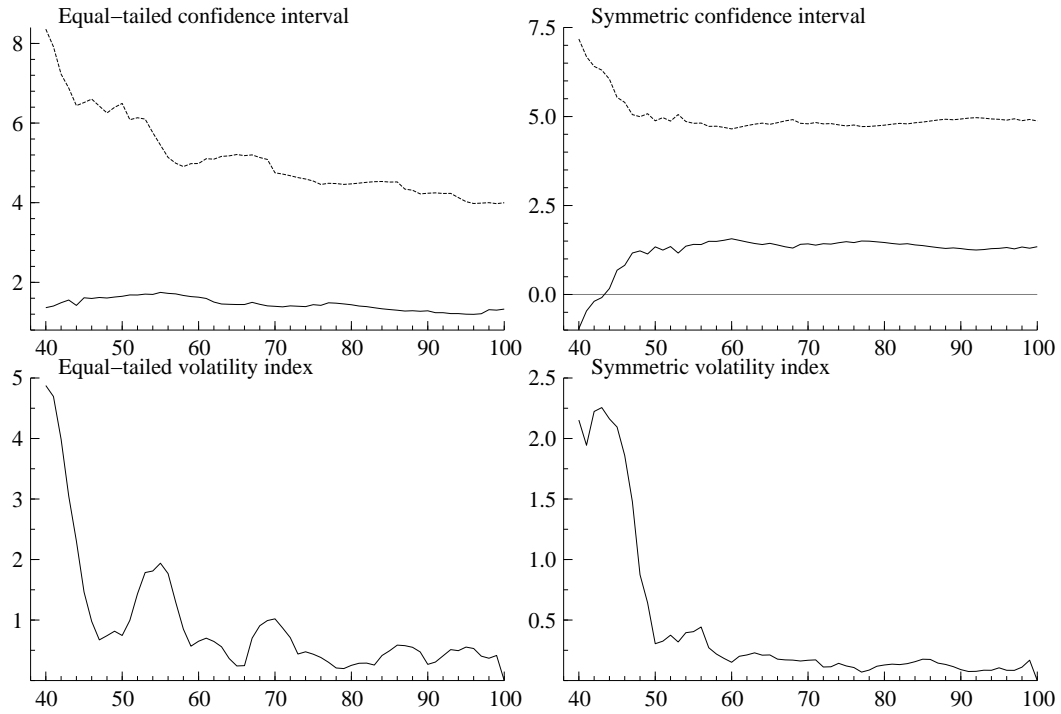 Equal−tailed confidence interval
8
6
4
2
40 50 60 70 80 90 100
Symmetric confidence interval
7.5
5.0
2.5
0.0
40 50 60 70 80 90 100
Equal−tailed volatility index
5
4
3
2
1
40 50 60 70 80 90 100
Symmetric volatility index
2.5
2.0
1.5
1.0
0.5
40 50 60 70 80 90 100